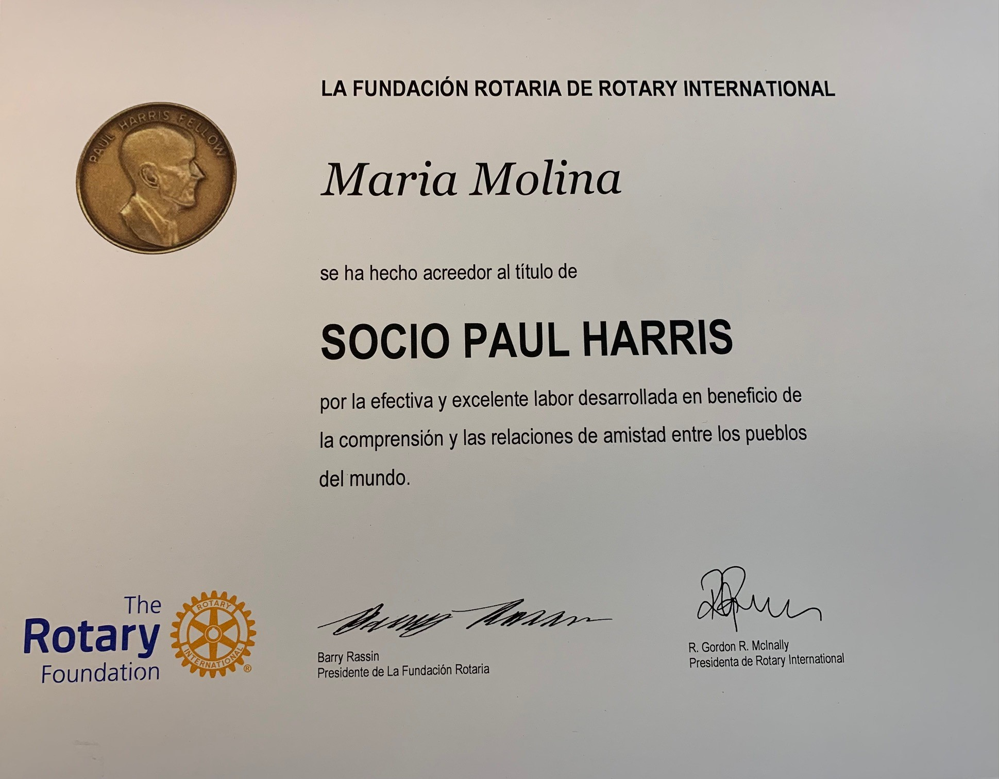 PAUL HARRIS FELLOW
LA FUNDACIÓN ROTARIA DE ROTARY INTERNATIONAL
Maria Molina
se ha hecho acreedor al título de
SOCIO PAUL HARRIS
por la efectiva y excelente labor desarrollada en beneficio de
la comprensión y las relaciones de amistad entre los pueblos
del mundo.
The
Rotary
Foundation
ROTARY
INTERNATIONAL
®
Barry Rassin
Barry Rassin
Presidente de La Fundación Rotaria
R. Gordon R. McInally
Presidenta de Rotary International